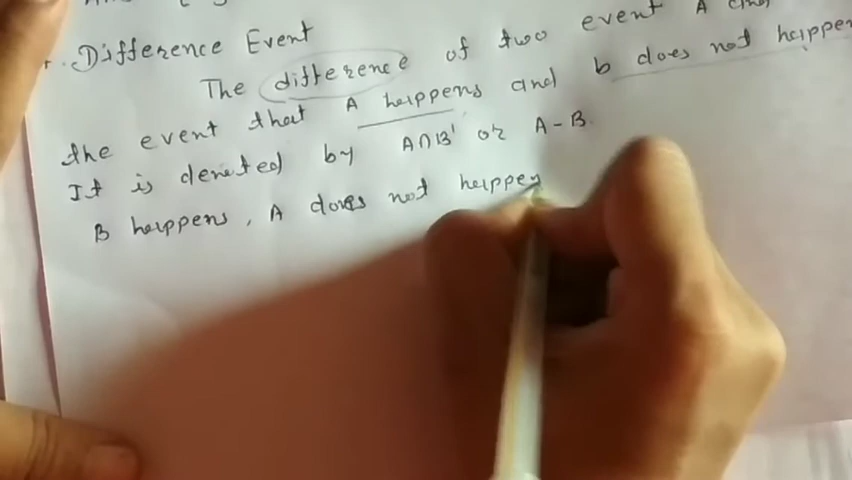 Difference Event
The difference of two event A and
the event that A happens and b does not happen
It is denoted by A∩B' or A-B.
B happens, A does not happen